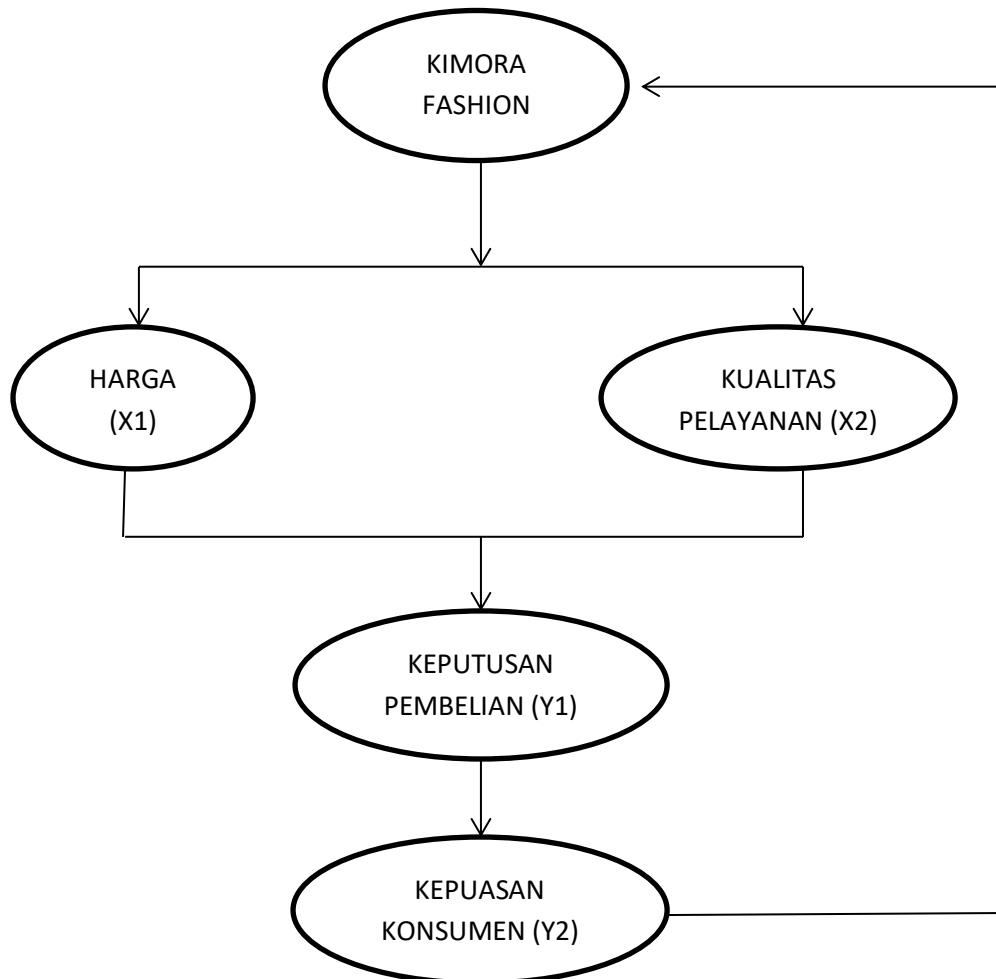 KIMORA
FASHION
HARGA
(X1)
KUALITAS
PELAYANAN (X2)
KEPUTUSAN
PEMBELIAN (Y1)
KEPUASAN
KONSUMEN (Y2)